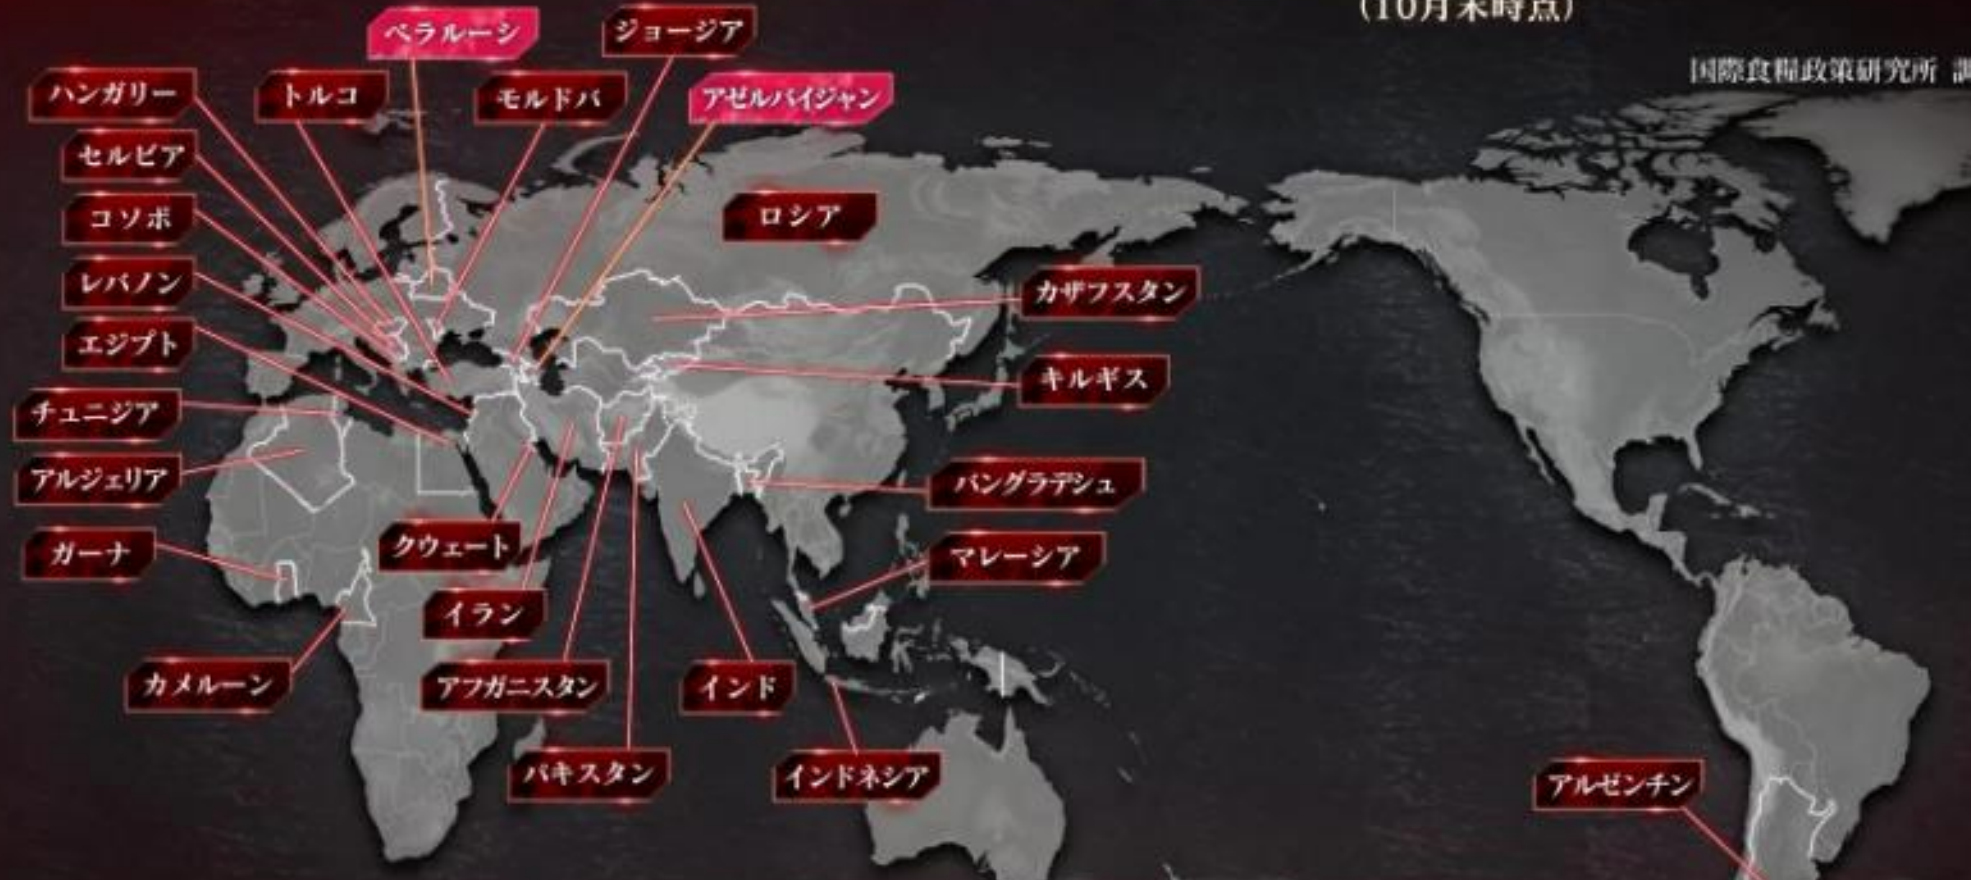 (10月末時点)
国際食糧政策研究所 調
ベラルーシ
ジョージア
ハンガリー
トルコ
モルドバ
アゼルバイジャン
セルビア
コソボ
ロシア
レバノン
カザフスタン
エジプト
キルギス
チュニジア
アルジェリア
バングラデシュ
ガーナ
クウェート
マレーシア
イラン
カメルーン
アフガニスタン
インド
パキスタン
インドネシア
アルゼンチン